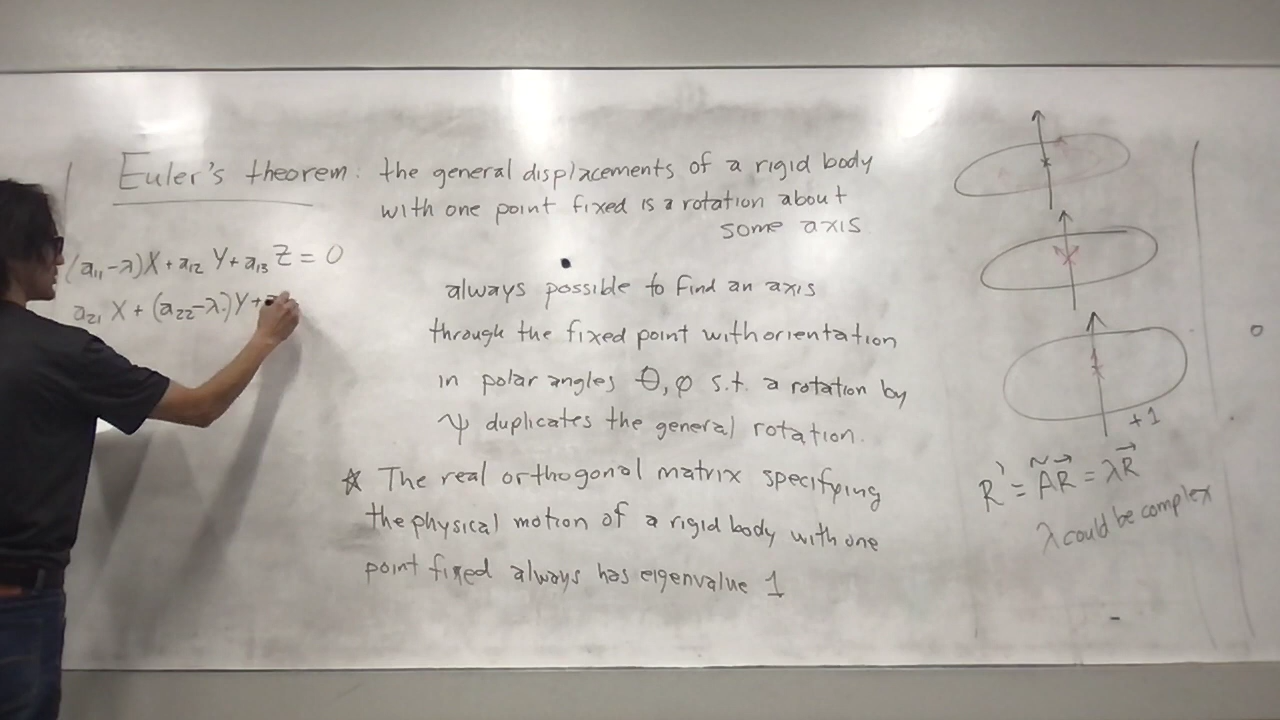 Euler's theorem: the general displacements of a rigid body
with one point fixed is a rotation about
some axis
(a₁₁-λ)X + a₁₂ Y + a₁₃ Z = 0
a₂₁ X + (a₂₂-λ)Y +
always possible to find an axis
through the fixed point with orientation
in polar angles θ, φ s.t. a rotation by
ψ duplicates the general rotation.
☆ The real orthogonal matrix specifying
the physical motion of a rigid body with one
point fixed always has eigenvalue 1
+1
R' = ÃR⃗ = λR⃗
λ could be complex